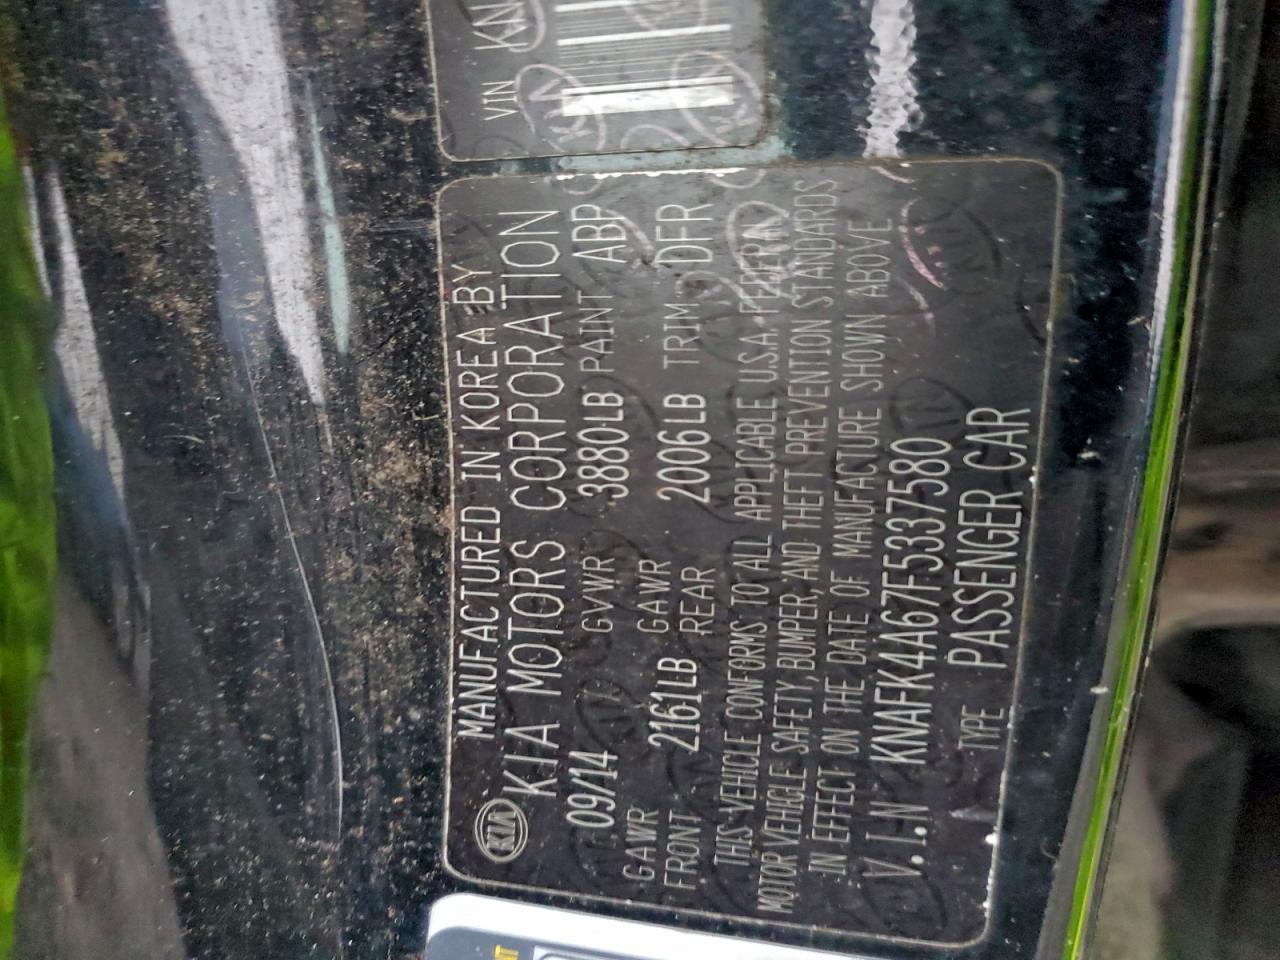 VIN KN
MANUFACTURED IN KOREA BY
KIA KIA MOTORS CORPORATION
09/14 GVWR 3880LB PAINT ABP
GAWR FRONT 2161LB GAWR REAR 2006LB TRIM DFR
THIS VEHICLE CONFORMS TO ALL APPLICABLE U.S.A. FEDERAL
MOTOR VEHICLE SAFETY, BUMPER, AND THEFT PREVENTION STANDARDS
IN EFFECT ON THE DATE OF MANUFACTURE SHOWN ABOVE
V.I.N KNAFK4A67F5337580
TYPE PASSENGER CAR